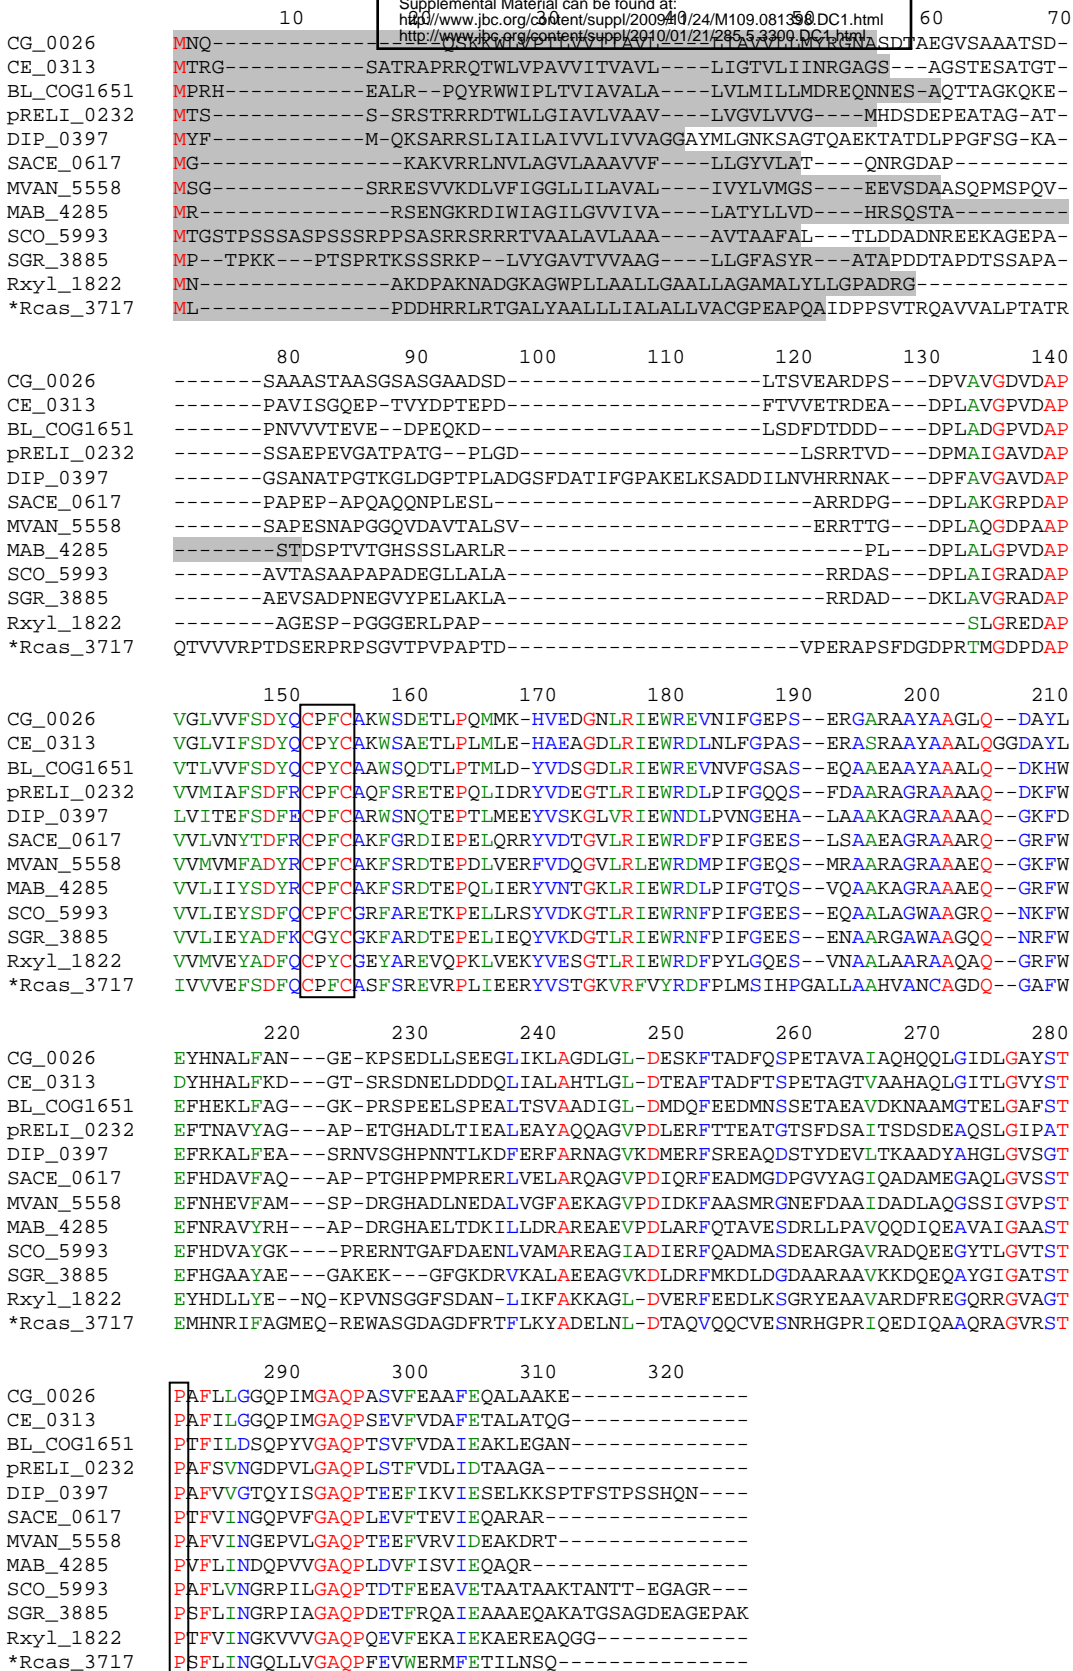 Supplemental Material can be found at:
http://www.jbc.org/content/suppl/2009/11/24/M109.081398.DC1.html
http://www.jbc.org/content/suppl/2010/01/21/285.5.3300.DC1.html
10 20 30 40 50 60 70
CG_0026 MNQ------------------QSKKWLVPTLVVITAVL----LIAVVLLMYRGNASDTAEGVSAAATSD-
CE_0313 MTRG-----------SATRAPRRQTWLVPAVVITAVL----LIGTVLIINRGAGS---AGSTESATGT-
BL_COG1651 MPRH-----------EALR--PQYRWWIPLTVIAVALA----LVLMILLMDREQNNES-AQTTAGKQKE-
pRELI_0232 MTS------------S-SRSTRRRDTWLLGIAVLVAAV----LVGVLVVG----MHDSDEPEATAG-AT-
DIP_0397 MYF------------M-QKSARRSLIAILAIVVLIVVAGGAYMLGNKSAGTQAEKTATDLPPGFSG-KA-
SACE_0617 MG--------------KAKVRRLNVLAGVLAAAVVF----LLGYVLAT----QNRGDAP-----------
MVAN_5558 MSG------------SRRESVVKDLVFIGGLLILAVAL----IVYLVMGS----EEVSDAASQPMSPQV-
MAB_4285 MR---------------RSENGKRDIWIAGILGVVIVA----LATYLLVD----HRSQSTA---------
SCO_5993 MTGSTPSSSASPSSSRPPSASRRSRRRTVAALAVLAAA----AVTAAFAL---TLDDADNREEKAGEPA-
SGR_3885 MP--TPKK---PTSPRTKSSSRKP--LVYGAVTVVAAG----LLGFASYR---ATAPDDTAPDTSSAPA-
Rxyl_1822 MN-------------AKDPAKNADGKAGWPLLAALLGAALLAGAMALYLLGPADRG------------
*Rcas_3717 ML---------------PDDHRRLRTGALYAALLLIALALLVACGPEAPQAIDPPSVTRQAVVALPTATR
80 90 100 110 120 130 140
CG_0026 -------SAAASTAASGSASGAADSD--------------------LTSVEARDPS---DPVAVGDVDAP
CE_0313 -------PAVISGQEP-TVYDPTEPD--------------------FTVVETRDEA---DPLAVGPVDAP
BL_COG1651 -------PNVVVTEVE--DPEQKD----------------------LSDFDTDDD----DPLADGPVDAP
pRELI_0232 -------SSAEPEVGATPATG--PLGD----------------------LSRRTVD---DPMAIGAVDAP
DIP_0397 -------GSANATPGTKGLDGPTPLADGSFDATIFGPAKELKSADDILNVHRRNAK---DPFAVGAVDAP
SACE_0617 -------PAPEP-APQAQQNPLESL-------------------------ARRDPG---DPLAKGRPDAP
MVAN_5558 -------SAPESNAPGGQVDAVTALSV-----------------------ERRTTG---DPLAQGDPAAP
MAB_4285 --------STDSPTVTGHSSSLARLR----------------------------PL---DPLALGPVDAP
SCO_5993 -------AVTASAAPAPADEGLLALA-------------------------RRDAS---DPLAIGRADAP
SGR_3885 -------AEVSADPNEGVYPELAKLA-------------------------RRDAD---DKLAVGRADAP
Rxyl_1822 --------AGESP-PGGGERLPAP--------------------------------------SLGREDAP
*Rcas_3717 QTVVVRPTDSERPRPSGVTPVPAPTD--------------------VPERAPSFDGDPRTMGDPDAP
150 160 170 180 190 200 210
CG_0026 VGLVVFSDYQCPFCAKWSDETLPQMMK-HVEDGNLRIEWREVNIFGEPS--ERGARAAYAAGLQ--DAYL
CE_0313 VGLVIFSDYQCPYCAKWSAETLPLMLE-HAEAGDLRIEWRDLNLFGPAS--ERASRAAYAAALQGGDAYL
BL_COG1651 VTLVVFSDYQCPYCAAWSQDTLPTMLD-YVDSGDLRIEWREVNVFGSAS--EQAAEAAYAAALQ--DKHW
pRELI_0232 VVMIAFSDFRCPFCAQFSRETEPQLIDRYVDEGTLRIEWRDLPIFGQQS--FDAARAGRAAAAQ--DKFW
DIP_0397 LVITEFSDFECPFCARWSNQTEPTLMEEYVSKGLVRIEWNDLPVNGEHA--LAAAKAGRAAAAQ--GKFD
SACE_0617 VVLVNYTDFRCPFCAKFGRDIEPELQRRYVDTGVLRIEWRDFPIFGEES--LSAAEAGRAAARQ--GRFW
MVAN_5558 VVMVMFADYRCPFCAKFSRDTEPDLVERFVDQGVLRLEWRDMPIFGEQS--MRAARAGRAAAEQ--GKFW
MAB_4285 VVLIIYSDYRCPFCAKFSRDTEPQLIERYVNTGKLRIEWRDLPIFGTQS--VQAAKAGRAAAEQ--GRFW
SCO_5993 VVLIEYSDFQCPFCGRFARETKPELLRSYVDKGTLRIEWRNFPIFGEES--EQAALAGWAAGRQ--NKFW
SGR_3885 VVLIEYADFKCGYCGKFARDTEPELIEQYVKDGTLRIEWRNFPIFGEES--ENAARGAWAAGQQ--NRFW
Rxyl_1822 VVMVEYADFQCPYCGEYAREVQPKLVEKYVESGTLRIEWRDFPYLGQES--VNAALAARAAQAQ--GRFW
*Rcas_3717 IVVVEFSDFQCPFCASFSREVRPLIEERYVSTGKVRFVYRDFPLMSIHPGALLAAHVANCAGDQ--GAFW
220 230 240 250 260 270 280
CG_0026 EYHNALFAN---GE-KPSEDLLSEEGLIKLAGDLGL-DESKFTADFQSPETAVAIAQHQQLGIDLGAYST
CE_0313 DYHHALFKD---GT-SRSDNELDDDQLIALAHTLGL-DTEAFTADFTSPETAGTVAAHAQLGITLGVYST
BL_COG1651 EFHEKLFAG---GK-PRSPEELSPEALTSVAADIGL-DMDQFEEDMNSSETAEAVDKNAAMGTELGAFST
pRELI_0232 EFTNAVYAG---AP-ETGHADLTIEALEAYAQQAGVPDLERFTTEATGTSFDSAITSDSDEAQSLGIPAT
DIP_0397 EFRKALFEA---SRNVSGHPNNTLKDFERFARNAGVKDMERFSREAQDSTYDEVLTKAADYAHGLGVSGT
SACE_0617 EFHDAVFAQ---AP-PTGHPPMPRERLVELARQAGVPDIQRFEADMGDPGVYAGIQADAMEGAQLGVSST
MVAN_5558 EFNHEVFAM---SP-DRGHADLNEDALVGFAEKAGVPDIDKFAASMRGNEFDAAIDADLAQGSSIGVPST
MAB_4285 EFNRAVYRH---AP-DRGHAELTDKILLDRAREAEVPDLARFQTAVESDRLLPAVQQDIQEAVAIGAAST
SCO_5993 EFHDVAYGK----PRERNTGAFDAENLVAMAREAGIADIERFQADMASDEARGAVRADQEEGYTLGVTST
SGR_3885 EFHGAAYAE---GAKEK---GFGKDRVKALAEEAGVKDLDRFMKDLDGDAARAAVKKDQEQAYGIGATST
Rxyl_1822 EYHDLLYE--NQ-KPVNSGGFSDAN-LIKFAKKAGL-DVERFEEDLKSGRYEAAVARDFREGQRRGVAGT
*Rcas_3717 EMHNRIFAGMEQ-REWASGDAGDFRTFLKYADELNL-DTAQVQQCVESNRHGPRIQEDIQAAQRAGVRST
290 300 310 320
CG_0026 PAFLLGGQPIMGAQPASVFEAAFEQALAAKE--------------
CE_0313 PAFILGGQPIMGAQPSEVFVDAFETALATQG--------------
BL_COG1651 PTFILDSQPYVGAQPTSVFVDAIEAKLEGAN--------------
pRELI_0232 PAFSVNGDPVLGAQPLSTFVDLIDTAAGA----------------
DIP_0397 PAFVVGTQYISGAQPTEEFIKVIESELKKSPTFSTPSSHQN----
SACE_0617 PTFVINGQPVFGAQPLEVFTEVIEQARAR----------------
MVAN_5558 PAFVINGEPVLGAQPTEEFVRVIDEAKDRT---------------
MAB_4285 PVFLINDQPVVGAQPLDVFISVIEQAQR-----------------
SCO_5993 PAFLVNGRPILGAQPTDTFEEAVETAATAAKTANTT-EGAGR---
SGR_3885 PSFLINGRPIAGAQPDETFRQAIEAAAEQAKATGSAGDEAGEPAK
Rxyl_1822 PTFVINGKVVVGAQPQEVFEKAIEKAEREAQGG------------
*Rcas_3717 PSFLINGQLLVGAQPFEVWERMFETILNSQ---------------